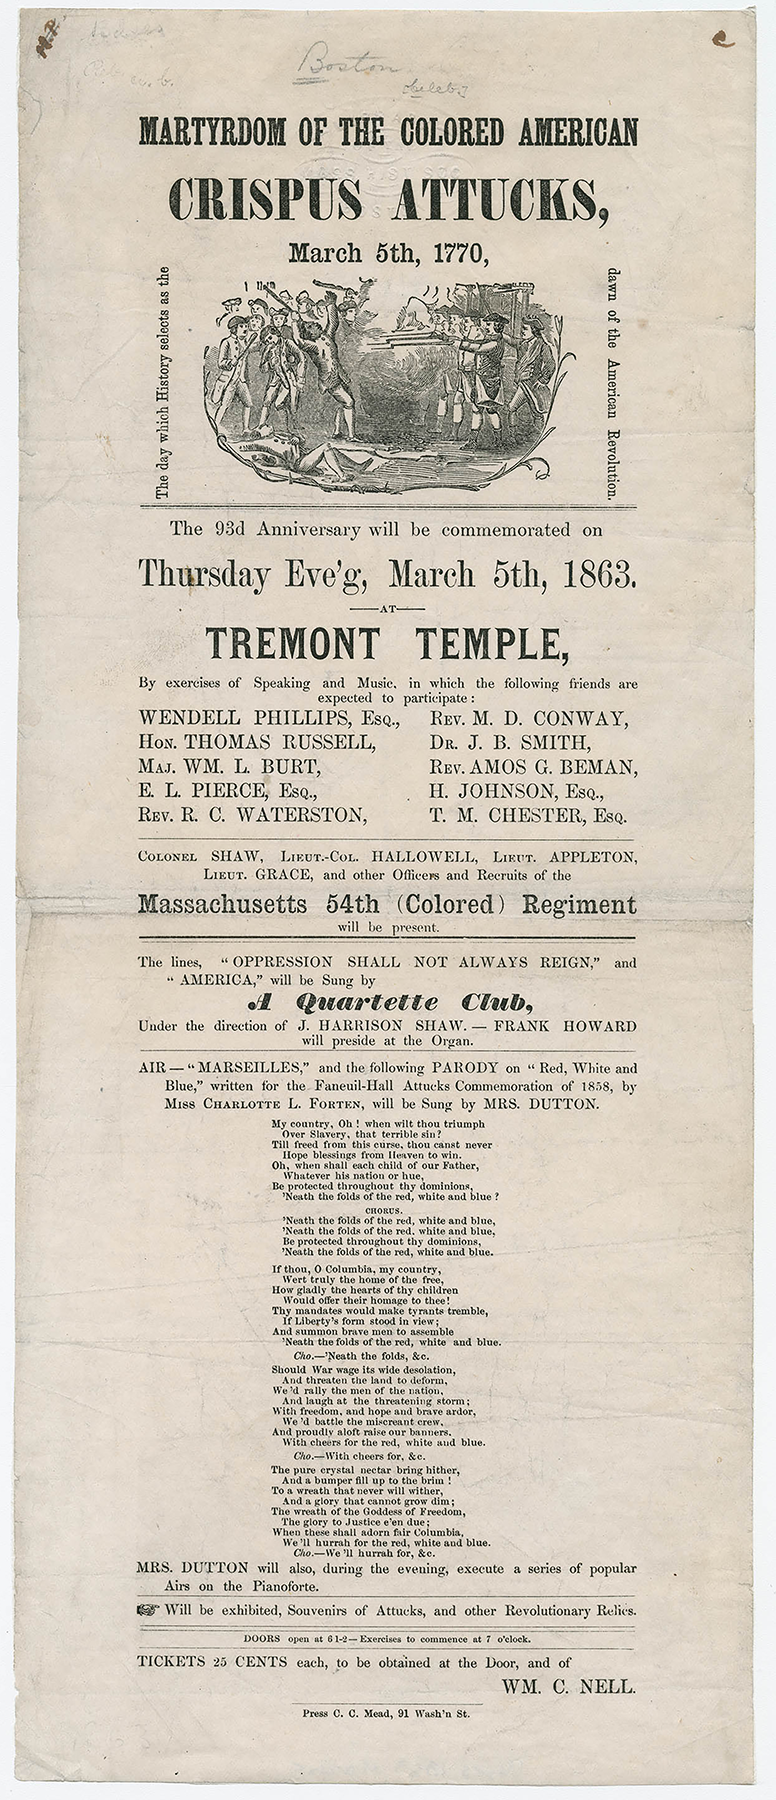 Boston
MARTYRDOM OF THE COLORED AMERICAN
CRISPUS ATTUCKS,
March 5th, 1770,
The day which History selects as the
dawn of the American Revolution.
The 93d Anniversary will be commemorated on
Thursday Eve'g, March 5th, 1863.
—AT—
TREMONT TEMPLE,
By exercises of Speaking and Music, in which the following friends are
expected to participate:
WENDELL PHILLIPS, Esq., REV. M. D. CONWAY,
HON. THOMAS RUSSELL, DR. J. B. SMITH,
MAJ. WM. L. BURT, REV. AMOS G. BEMAN,
E. L. PIERCE, Esq., H. JOHNSON, Esq.,
REV. R. C. WATERSTON, T. M. CHESTER, Esq.
COLONEL SHAW, LIEUT.-COL. HALLOWELL, LIEUT. APPLETON,
LIEUT. GRACE, and other Officers and Recruits of the
Massachusetts 54th (Colored) Regiment
will be present.
The lines, "OPPRESSION SHALL NOT ALWAYS REIGN," and
"AMERICA," will be Sung by
A Quartette Club,
Under the direction of J. HARRISON SHAW. — FRANK HOWARD
will preside at the Organ.
AIR — "MARSEILLES," and the following PARODY on "Red, White and
Blue," written for the Faneuil-Hall Attucks Commemoration of 1858, by
MISS CHARLOTTE L. FORTEN, will be Sung by MRS. DUTTON.
My country, Oh! when wilt thou triumph
Over Slavery, that terrible sin?
Till freed from this curse, thou canst never
Hope blessings from Heaven to win.
Oh, when shall each child of our Father,
Whatever his nation or hue,
Be protected throughout thy dominions,
'Neath the folds of the red, white and blue?
CHORUS.
'Neath the folds of the red, white and blue,
'Neath the folds of the red, white and blue,
Be protected throughout thy dominions,
'Neath the folds of the red, white and blue.
If thou, O Columbia, my country,
Wert truly the home of the free,
How gladly the hearts of thy children
Would offer their homage to thee!
Thy mandates would make tyrants tremble,
If Liberty's form stood in view;
And summon brave men to assemble
'Neath the folds of the red, white and blue.
Cho.—'Neath the folds, &c.
Should War wage its wide desolation,
And threaten the land to deform,
We'd rally the men of the nation,
And laugh at the threatening storm;
With freedom, and hope and brave ardor,
We'd battle the miscreant crew,
And proudly aloft raise our banners,
With cheers for the red, white and blue.
Cho.—With cheers for, &c.
The pure crystal nectar bring hither,
And a bumper fill up to the brim!
To a wreath that never will wither,
And a glory that cannot grow dim;
The wreath of the Goddess of Freedom,
The glory to Justice e'en due;
When these shall adorn fair Columbia,
We'll hurrah for the red, white and blue.
Cho.—We'll hurrah for, &c.
MRS. DUTTON will also, during the evening, execute a series of popular
Airs on the Pianoforte.
☞ Will be exhibited, Souvenirs of Attucks, and other Revolutionary Relics.
DOORS open at 6 1-2 — Exercises to commence at 7 o'clock.
TICKETS 25 CENTS each, to be obtained at the Door, and of
WM. C. NELL.
Press C. C. Mead, 91 Wash'n St.